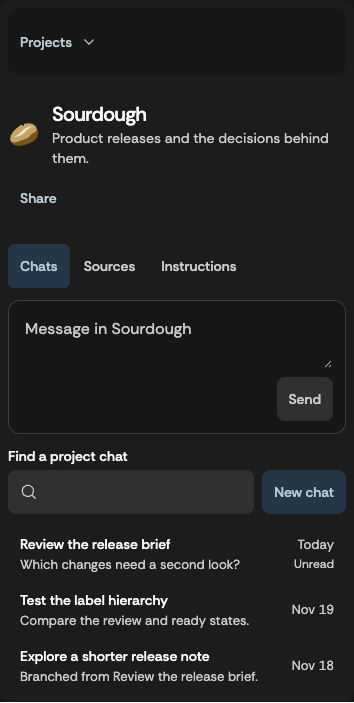 Projects
Sourdough
Product releases and the decisions behind
them.
Share
Chats
Sources
Instructions
Message in Sourdough
Send
Find a project chat
New chat
Review the release brief
Today
Which changes need a second look?
Unread
Test the label hierarchy
Compare the review and ready states.
Nov 19
Explore a shorter release note
Branched from Review the release brief.
Nov 18